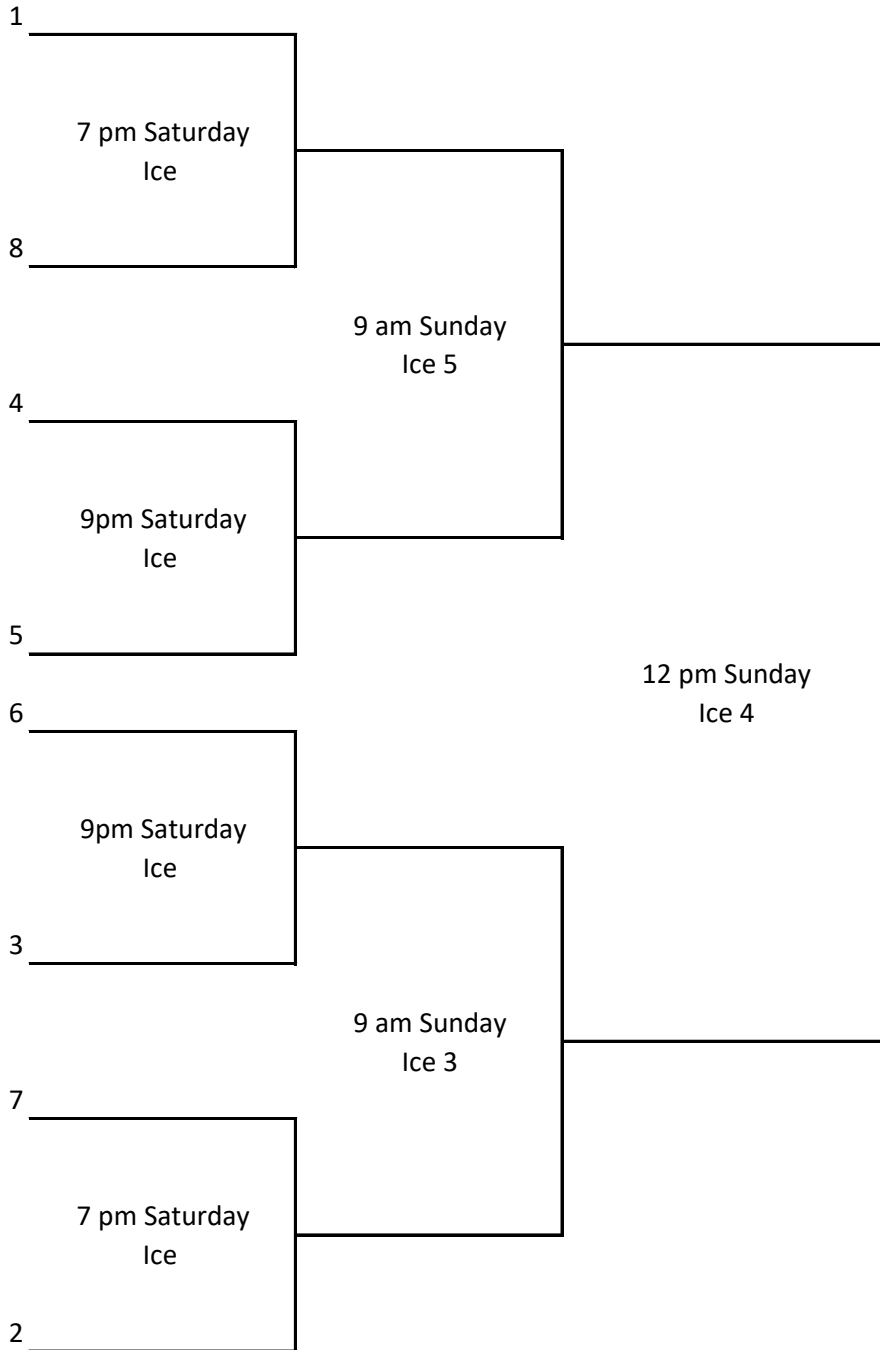 1
7 pm Saturday
Ice
8
9 am Sunday
Ice 5
4
9pm Saturday
Ice
5
12 pm Sunday
Ice 4
6
9pm Saturday
Ice
3
9 am Sunday
Ice 3
7
7 pm Saturday
Ice
2